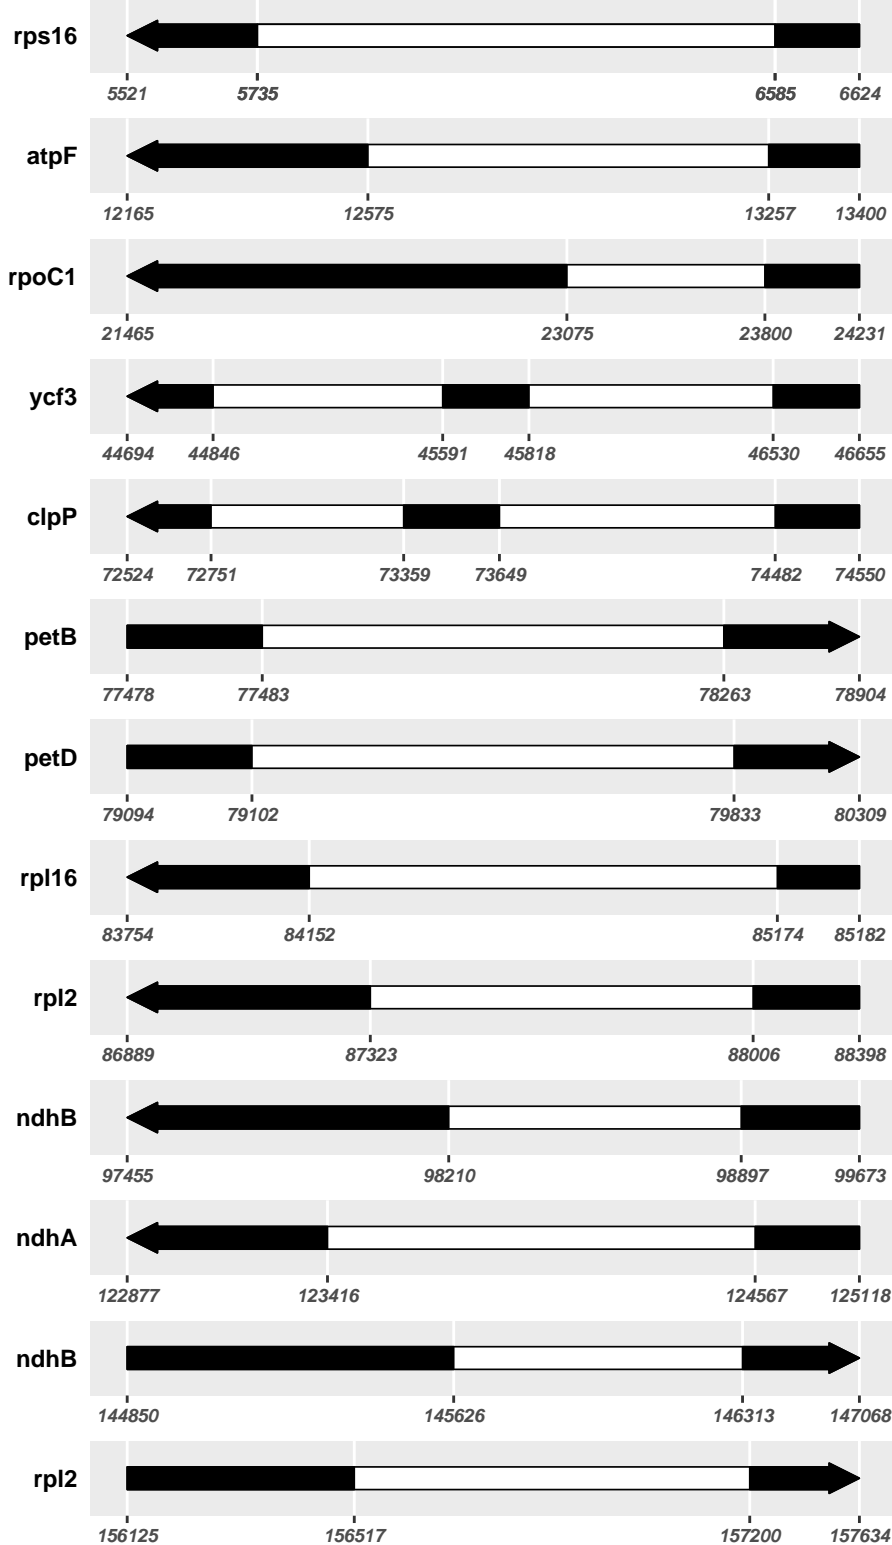 rps16
5521 5735 6585 6624
atpF
12165 12575 13257 13400
rpoC1
21465 23075 23800 24231
ycf3
44694 44846 45591 45818 46530 46655
clpP
72524 72751 73359 73649 74482 74550
petB
77478 77483 78263 78904
petD
79094 79102 79833 80309
rpl16
83754 84152 85174 85182
rpl2
86889 87323 88006 88398
ndhB
97455 98210 98897 99673
ndhA
122877 123416 124567 125118
ndhB
144850 145626 146313 147068
rpl2
156125 156517 157200 157634